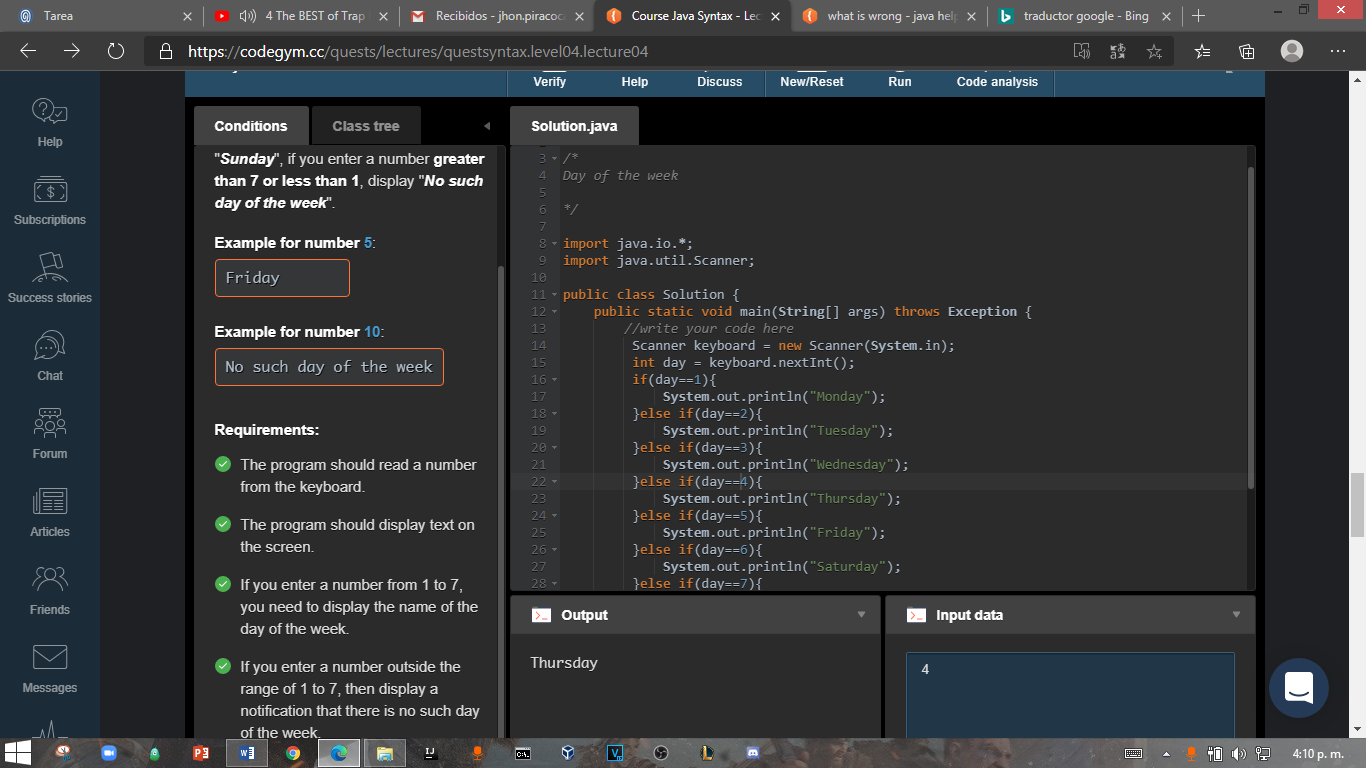 Tarea
4 The BEST of Trap
Recibidos - jhon.piracoca
Course Java Syntax - Lec
what is wrong - java help
traductor google - Bing
https://codegym.cc/quests/lectures/questsyntax.level04.lecture04
Verify
Help
Discuss
New/Reset
Run
Code analysis
Help
Subscriptions
Success stories
Chat
Forum
Articles
Friends
Messages
Conditions
Class tree
"Sunday", if you enter a number greater
than 7 or less than 1, display "No such
day of the week".
Example for number 5:
Friday
Example for number 10:
No such day of the week
Requirements:
The program should read a number
from the keyboard.
The program should display text on
the screen.
If you enter a number from 1 to 7,
you need to display the name of the
day of the week.
If you enter a number outside the
range of 1 to 7, then display a
notification that there is no such day
of the week.
Solution.java
3 /*
4 Day of the week
5
6 */
7
8 import java.io.*;
9 import java.util.Scanner;
10
11 public class Solution {
12 public static void main(String[] args) throws Exception {
13 //write your code here
14 Scanner keyboard = new Scanner(System.in);
15 int day = keyboard.nextInt();
16 if(day==1){
17 System.out.println("Monday");
18 }else if(day==2){
19 System.out.println("Tuesday");
20 }else if(day==3){
21 System.out.println("Wednesday");
22 }else if(day==4){
23 System.out.println("Thursday");
24 }else if(day==5){
25 System.out.println("Friday");
26 }else if(day==6){
27 System.out.println("Saturday");
28 }else if(day==7){
Output
Thursday
Input data
4
4:10 p. m.